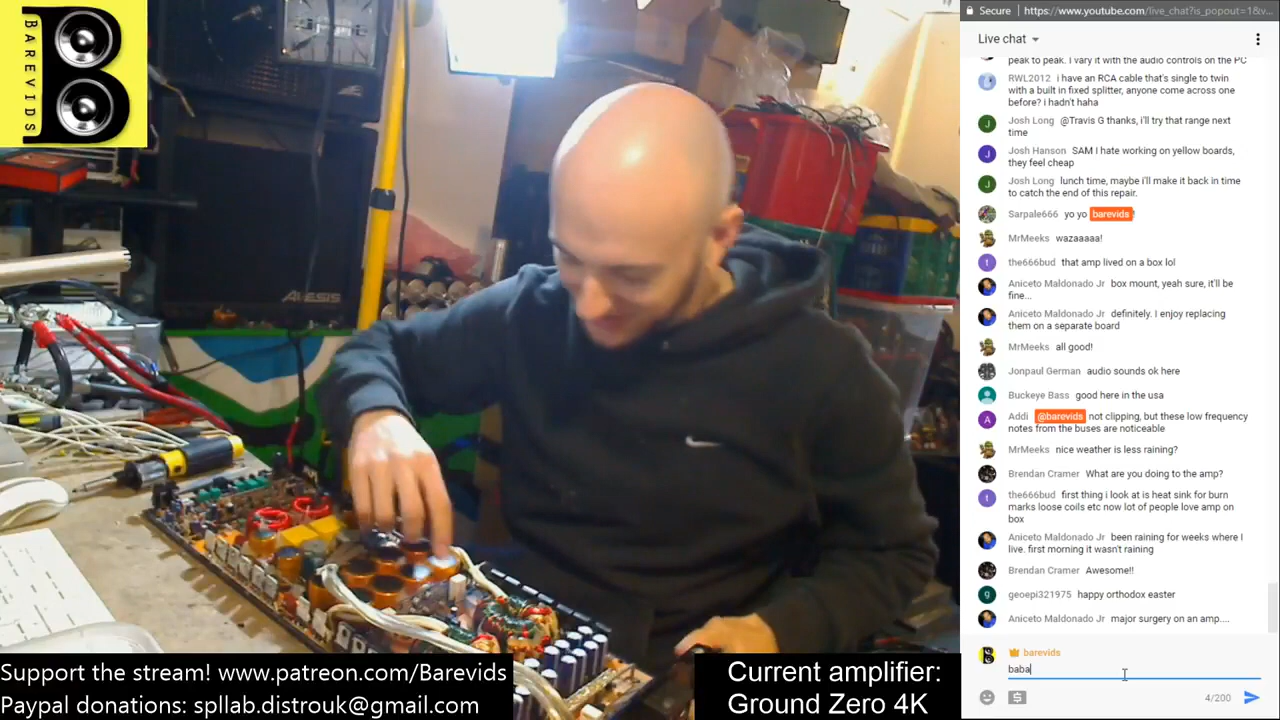 BAREVIDS
ALESIS
Support the stream! www.patreon.com/Barevids
Paypal donations: spllab.distrouk@gmail.com
Current amplifier:
Ground Zero 4K
Secure | https://www.youtube.com/live_chat?is_popout=1&v...
Live chat
peak to peak. I vary it with the audio controls on the PC
RWL2012 i have an RCA cable that's single to twin
with a built in fixed splitter, anyone come across one
before? i hadn't haha
J Josh Long @Travis G thanks, i'll try that range next
time
J Josh Hanson SAM I hate working on yellow boards,
they feel cheap
J Josh Long lunch time, maybe i'll make it back in time
to catch the end of this repair.
Sarpale666 yo yo barevids
MrMeeks wazaaaaa!
t the666bud that amp lived on a box lol
Aniceto Maldonado Jr box mount, yeah sure, it'll be
fine...
Aniceto Maldonado Jr definitely. I enjoy replacing
them on a separate board
MrMeeks all good!
Jonpaul German audio sounds ok here
Buckeye Bass good here in the usa
A Addi @barevids not clipping, but these low frequency
notes from the buses are noticeable
MrMeeks nice weather is less raining?
Brendan Cramer What are you doing to the amp?
t the666bud first thing i look at is heat sink for burn
marks loose coils etc now lot of people love amp on
box
Aniceto Maldonado Jr been raining for weeks where I
live. first morning it wasn't raining
Brendan Cramer Awesome!!
g geoepi321975 happy orthodox easter
Aniceto Maldonado Jr major surgery on an amp....
barevids
baba
4/200